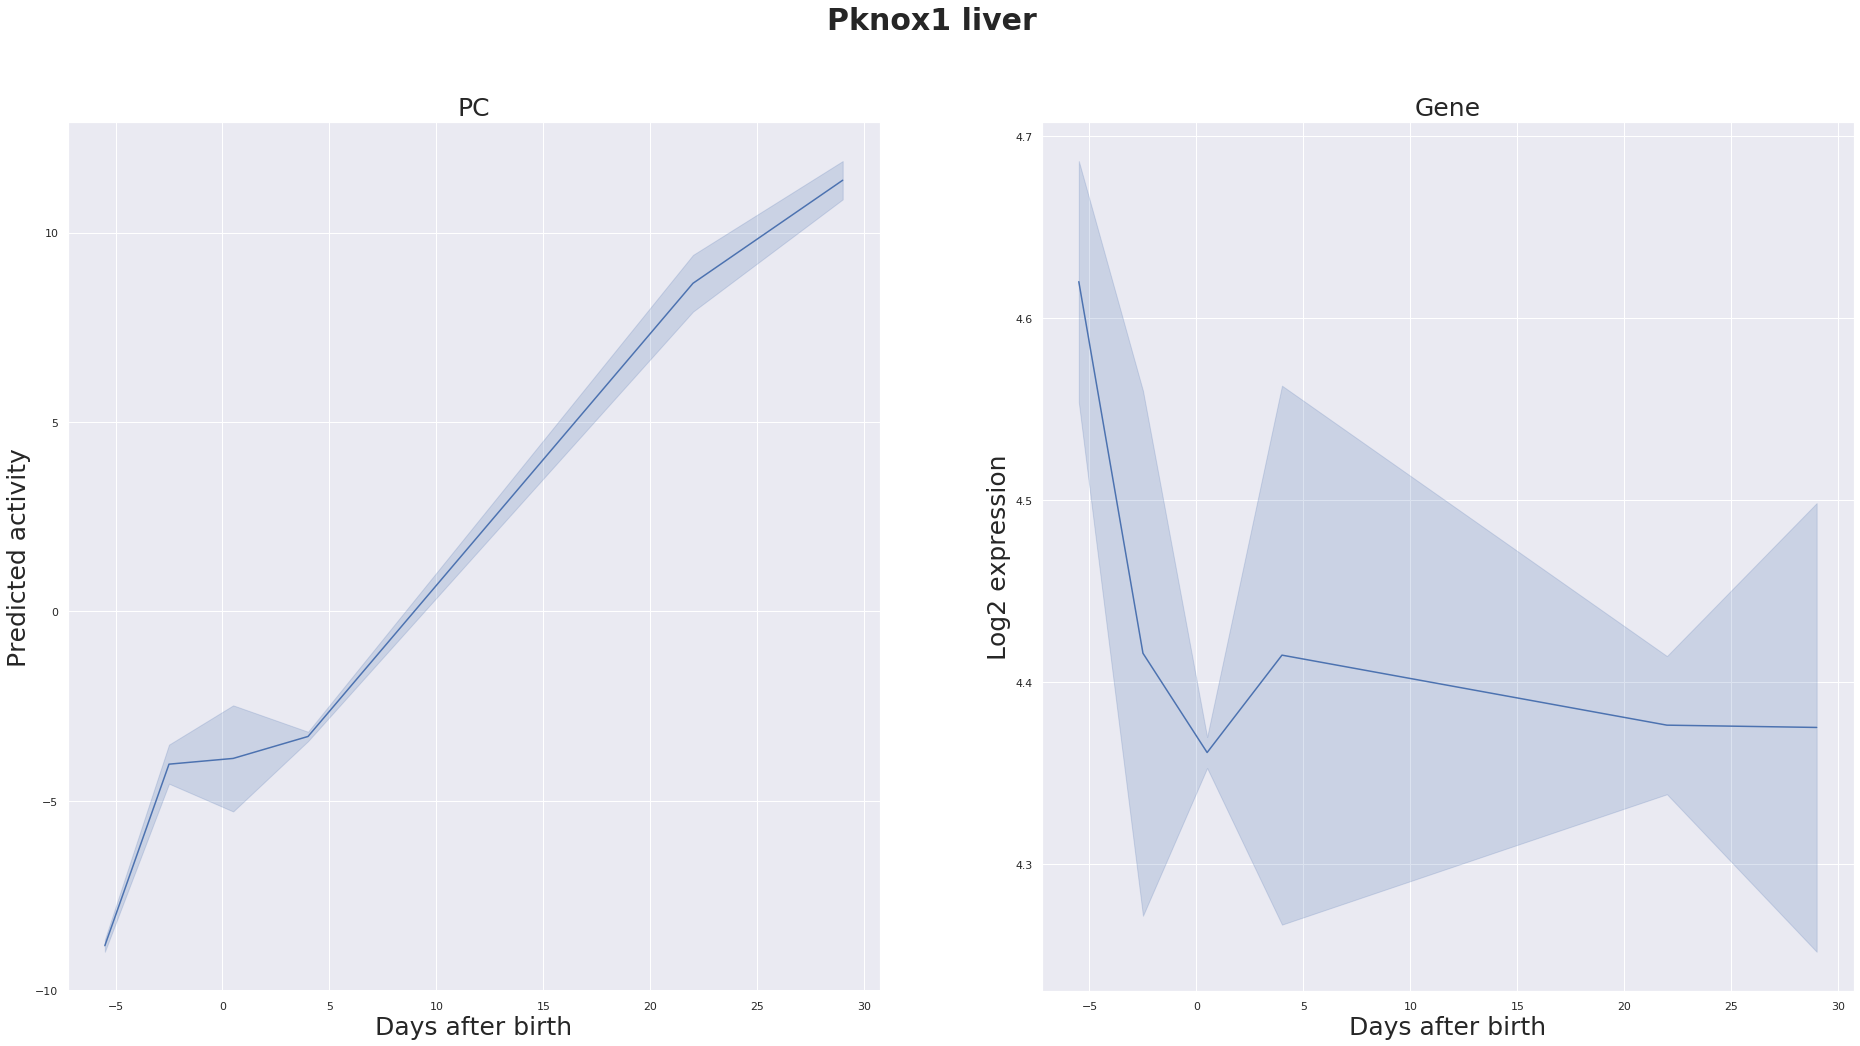 Pknox1 liver
PC
Predicted activity
10
5
0
−5
−10
−5 0 5 10 15 20 25 30
Days after birth
Gene
Log2 expression
4.7
4.6
4.5
4.4
4.3
−5 0 5 10 15 20 25 30
Days after birth